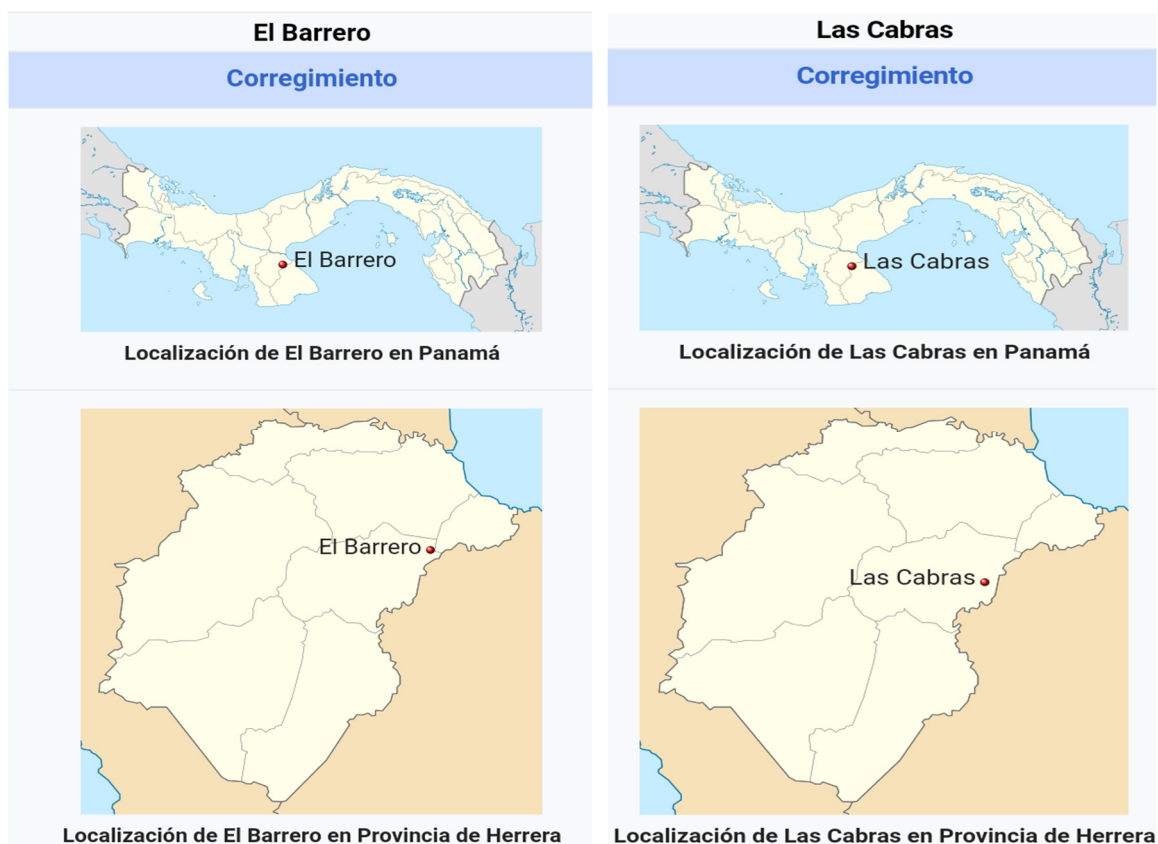 El Barrero
Corregimiento
El Barrero
Localización de El Barrero en Panamá
El Barrero
Localización de El Barrero en Provincia de Herrera
Las Cabras
Corregimiento
Las Cabras
Localización de Las Cabras en Panamá
Las Cabras
Localización de Las Cabras en Provincia de Herrera